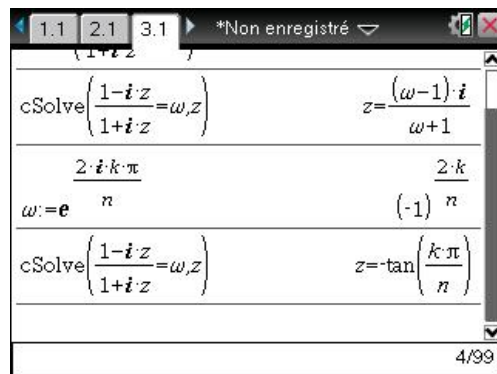 1.1 2.1 3.1 *Non enregistré
cSolve((1-i·z)/(1+i·z)=ω,z) z=((ω-1)·i)/(ω+1)
ω:=e^(2·i·k·π/n) (-1)^(2·k/n)
cSolve((1-i·z)/(1+i·z)=ω,z) z=-tan(k·π/n)
4/99